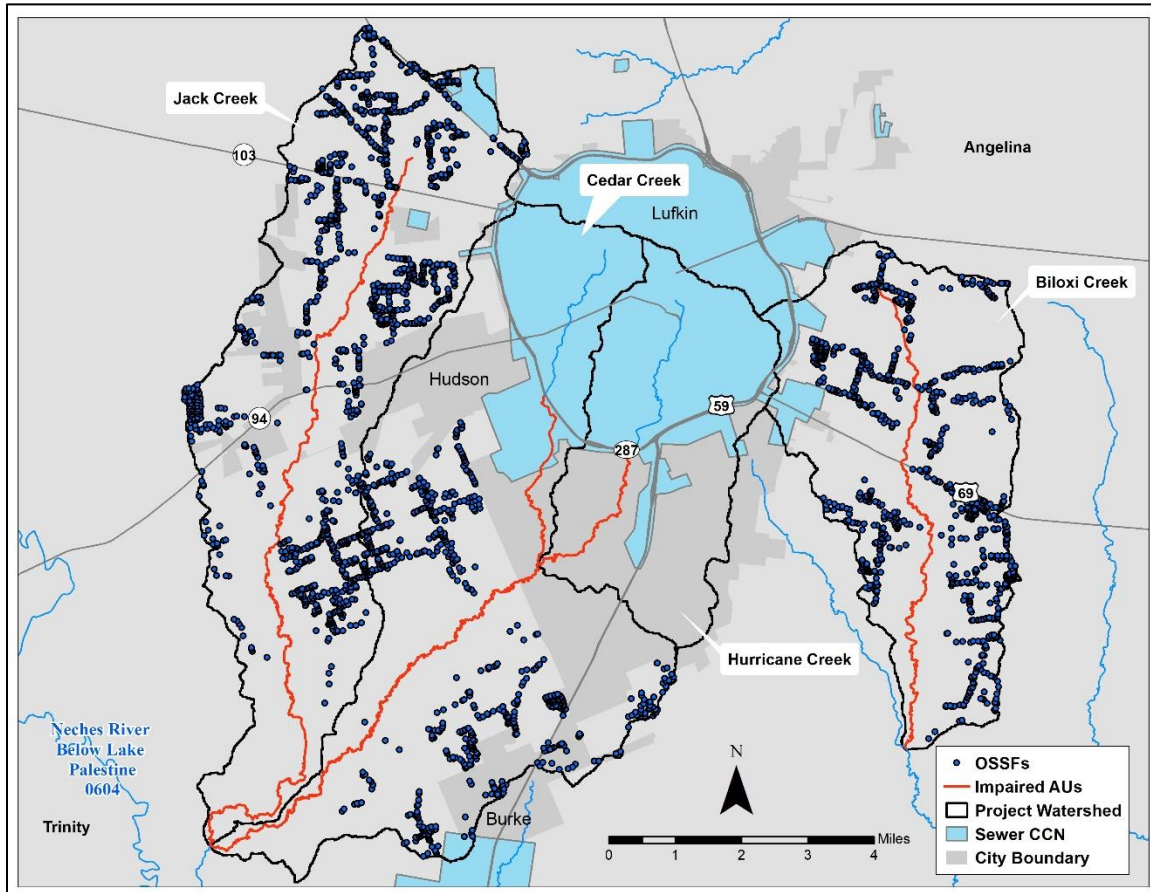 Jack Creek
103
Angelina
Cedar Creek
Lufkin
Biloxi Creek
Hudson
59
94
287
69
Hurricane Creek
Neches River
Below Lake
Palestine
0604
N
Trinity
Burke
Miles
0 1 2 3 4
OSSFs
Impaired AUs
Project Watershed
Sewer CCN
City Boundary